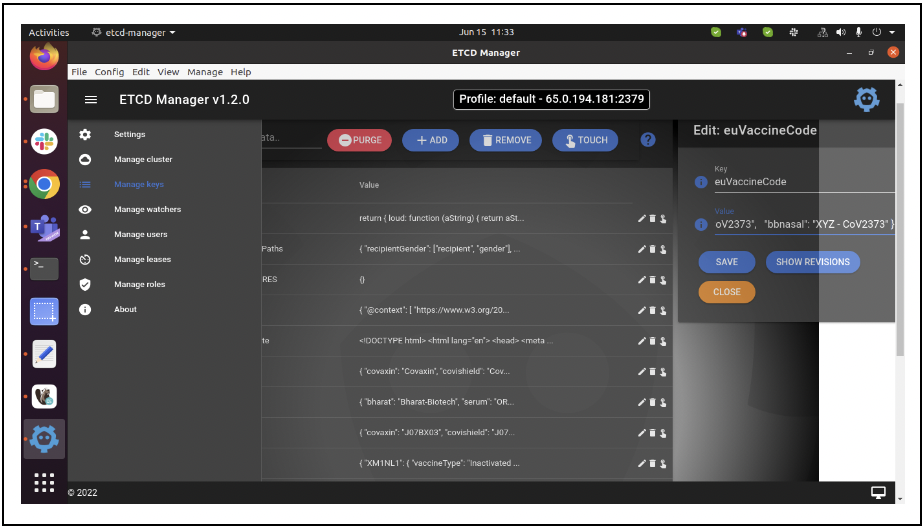 Activities etcd-manager Jun 15 11:33
ETCD Manager
File Config Edit View Manage Help
ETCD Manager v1.2.0 Profile: default - 65.0.194.181:2379
Settings ata... PURGE + ADD REMOVE TOUCH ? Edit: euVaccineCode
Manage cluster
Manage keys Value Key
euVaccineCode
Manage watchers return { loud: function (aString) { return aSt... Value
oV2373", "bbnasal": "XYZ - CoV2373" }
Manage users
Paths { "recipientGender": ["recipient", "gender"], ...
Manage leases SAVE SHOW REVISIONS
RES {}
Manage roles CLOSE
About { "@context": [ "https://www.w3.org/20...
te <!DOCTYPE html> <html lang="en"> <head> <meta ...
{ "covaxin": "Covaxin", "covishield": "Cov...
{ "bharat": "Bharat-Biotech", "serum": "OR...
{ "covaxin": "J07BX03", "covishield": "J07...
{ "XM1NL1": { "vaccineType": "Inactivated ...
© 2022